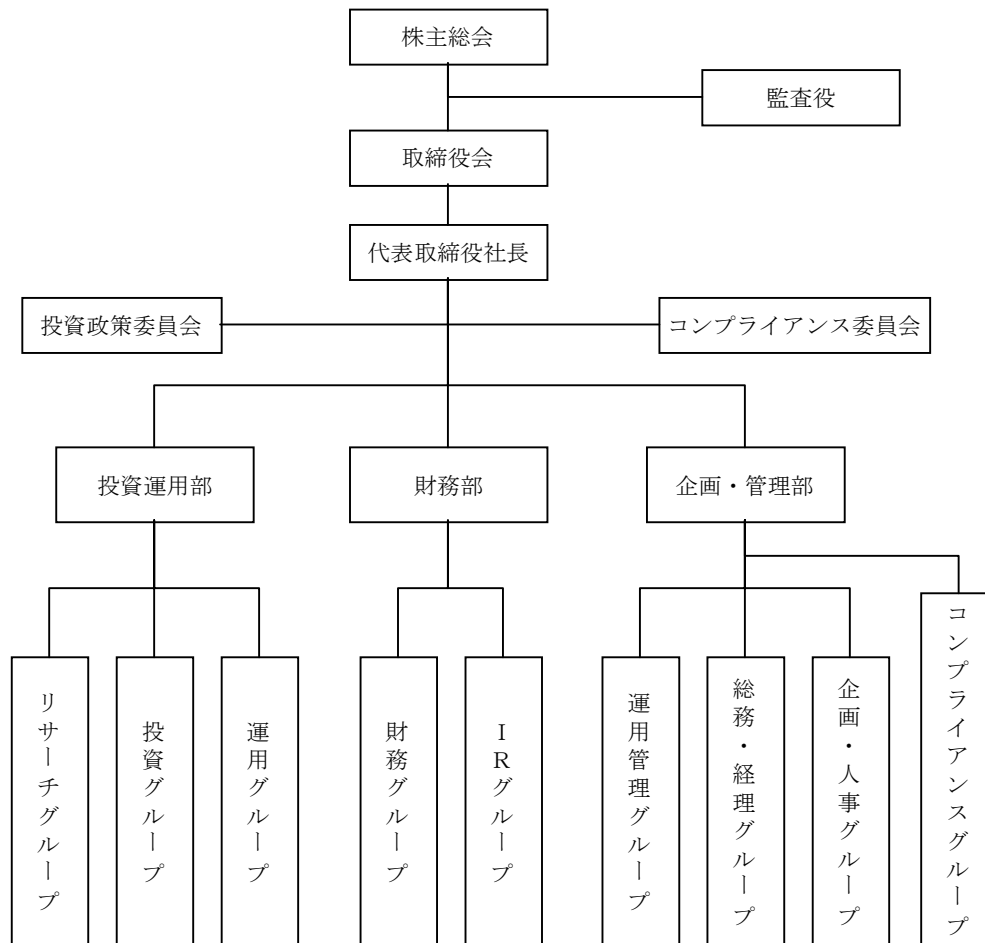 株主総会
監査役
取締役会
代表取締役社長
投資政策委員会
コンプライアンス委員会
投資運用部
財務部
企画・管理部
リサーチグループ
投資グループ
運用グループ
財務グループ
ＩＲグループ
運用管理グループ
総務・経理グループ
企画・人事グループ
コンプライアンスグループ